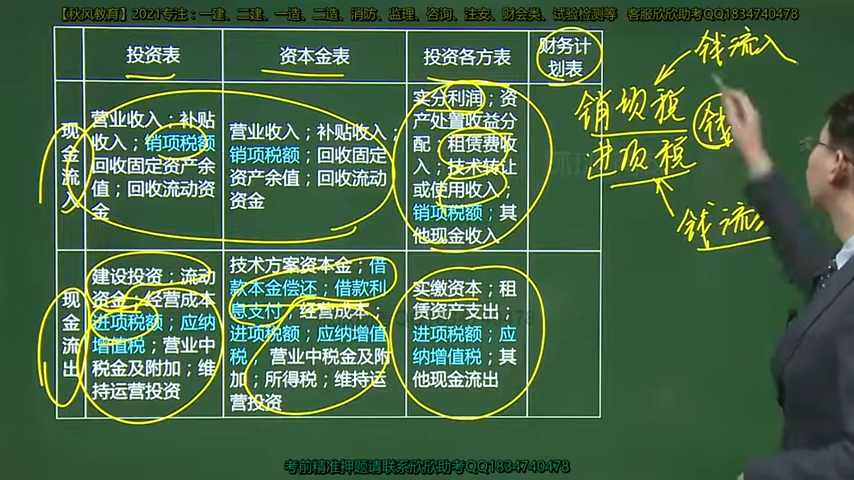 【秋风教育】2021专注：一建、二建、一造、二造、消防、监理、咨询、注安、财会类、试验检测等 客服欣欣助考QQ1834740478
投资表
资本金表
投资各方表
财务计
划表
现
金
流
入
营业收入；补贴
收入；销项税额
回收固定资产余
值；回收流动资
金
营业收入；补贴收入；
销项税额；回收固定
资产余值；回收流动
资金
实分利润；资
产处置收益分
配；租赁费收
入；技术转让
或使用收入；
销项税额；其
他现金收入
现
金
流
出
建设投资；流动
资金；经营成本
进项税额；应纳
增值税；营业中
税金及附加；维
持运营投资
技术方案资本金；借
款本金偿还；借款利
息支付；经营成本
进项税额；应纳增值
税，营业中税金及附
加；所得税；维持运
营投资
实缴资本；租
赁资产支出；
进项税额；应
纳增值税；其
他现金流出
钱流入
销项税
钱
进项税
钱流
考前精准押题请联系欣欣助考QQ1834740478